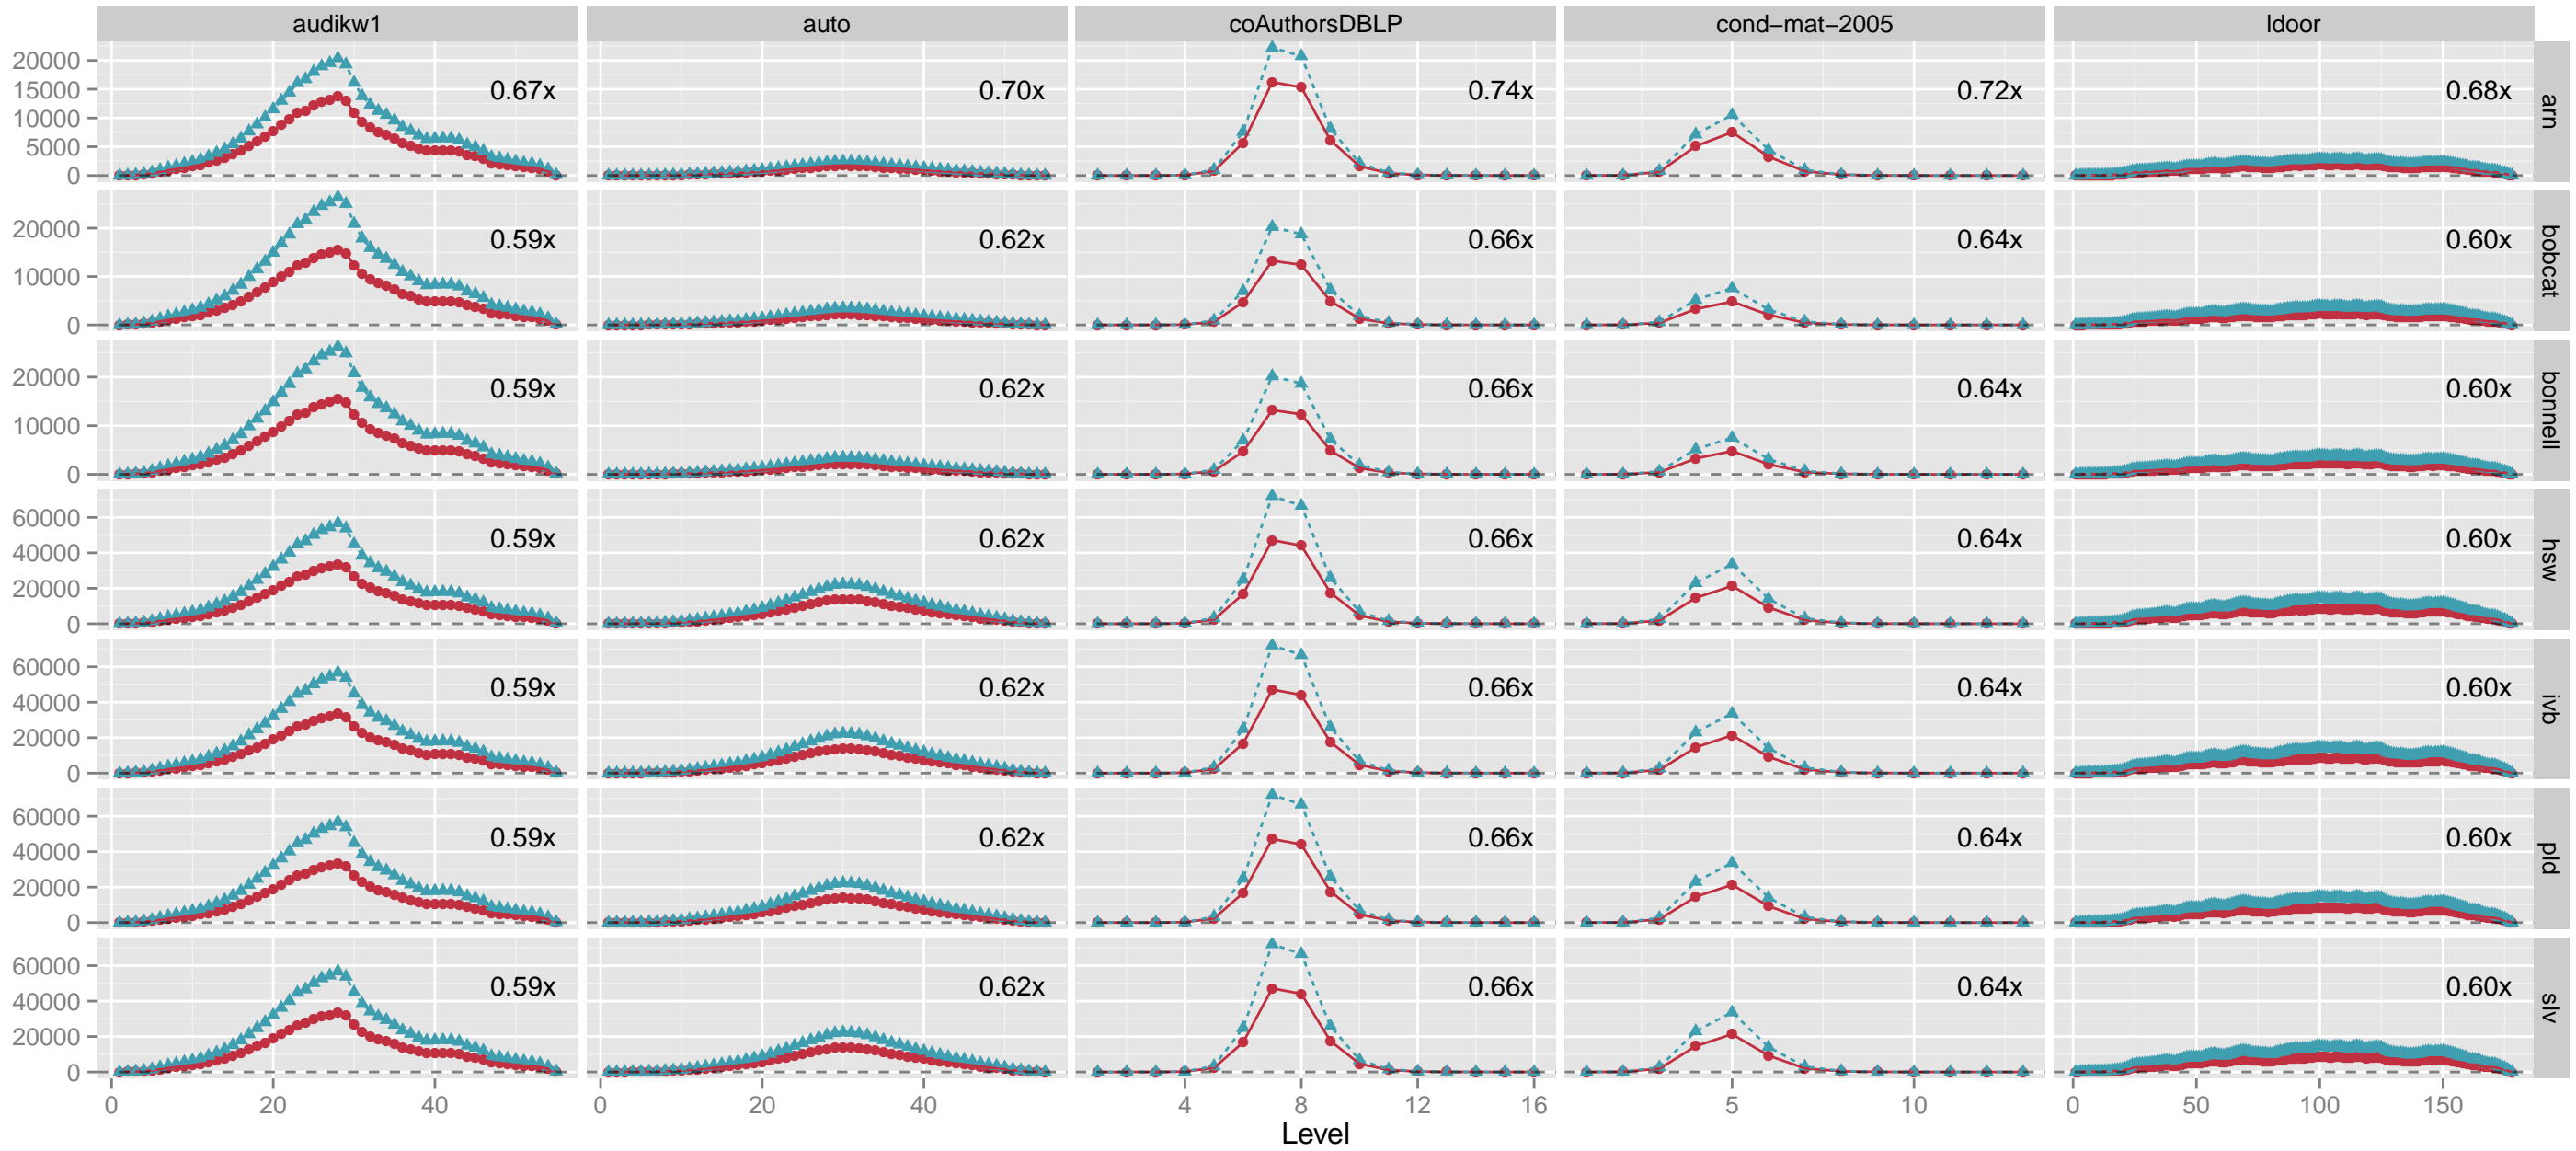 audikw1 auto coAuthorsDBLP cond−mat−2005 ldoor
20000
15000
10000
5000
0
0.67x 0.70x 0.74x 0.72x 0.68x
arn
20000
10000
0
0.59x 0.62x 0.66x 0.64x 0.60x
bobcat
20000
10000
0
0.59x 0.62x 0.66x 0.64x 0.60x
bonnell
60000
40000
20000
0
0.59x 0.62x 0.66x 0.64x 0.60x
hsw
60000
40000
20000
0
0.59x 0.62x 0.66x 0.64x 0.60x
ivb
60000
40000
20000
0
0.59x 0.62x 0.66x 0.64x 0.60x
pld
60000
40000
20000
0
0.59x 0.62x 0.66x 0.64x 0.60x
slv
0 20 40 0 20 40 4 8 12 16 5 10 0 50 100 150
Level